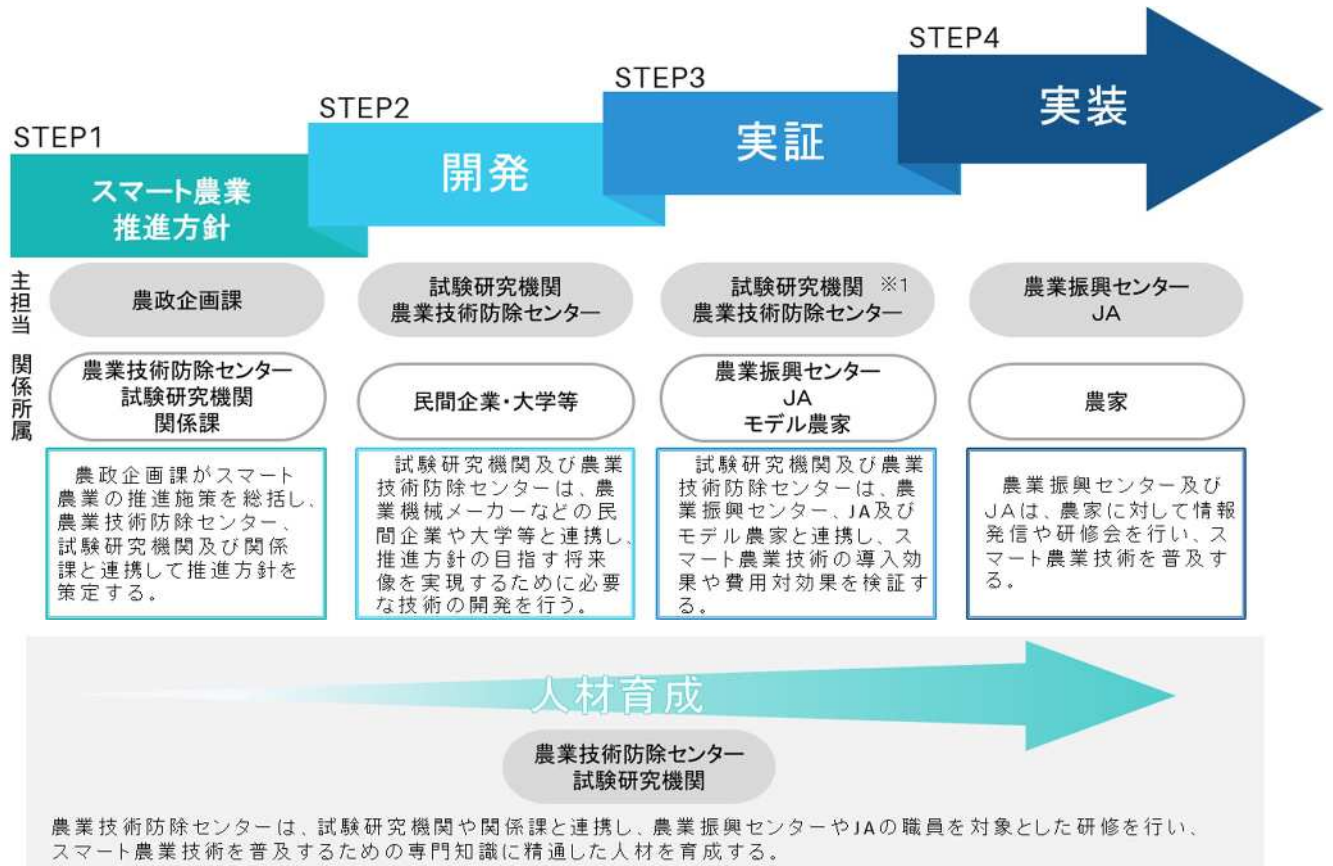 STEP1
スマート農業
推進方針
STEP2
開発
STEP3
実証
STEP4
実装
主担当
農政企画課
試験研究機関
農業技術防除センター
試験研究機関 ※1
農業技術防除センター
農業振興センター
JA
関係所属
農業技術防除センター
試験研究機関
関係課
民間企業・大学等
農業振興センター
JA
モデル農家
農家
農政企画課がスマート
農業の推進施策を総括し、
農業技術防除センター、
試験研究機関及び関係
課と連携して推進方針を
策定する。
試験研究機関及び農業
技術防除センターは、農
業機械メーカーなどの民
間企業や大学等と連携し、
推進方針の目指す将来
像を実現するために必要
な技術の開発を行う。
試験研究機関及び農業
技術防除センターは、農
業振興センター、JA及び
モデル農家と連携し、ス
マート農業技術の導入効
果や費用対効果を検証す
る。
農業振興センター及び
JAは、農家に対して情報
発信や研修会を行い、ス
マート農業技術を普及す
る。
人材育成
農業技術防除センター
試験研究機関
農業技術防除センターは、試験研究機関や関係課と連携し、農業振興センターやJAの職員を対象とした研修を行い、
スマート農業技術を普及するための専門知識に精通した人材を育成する。